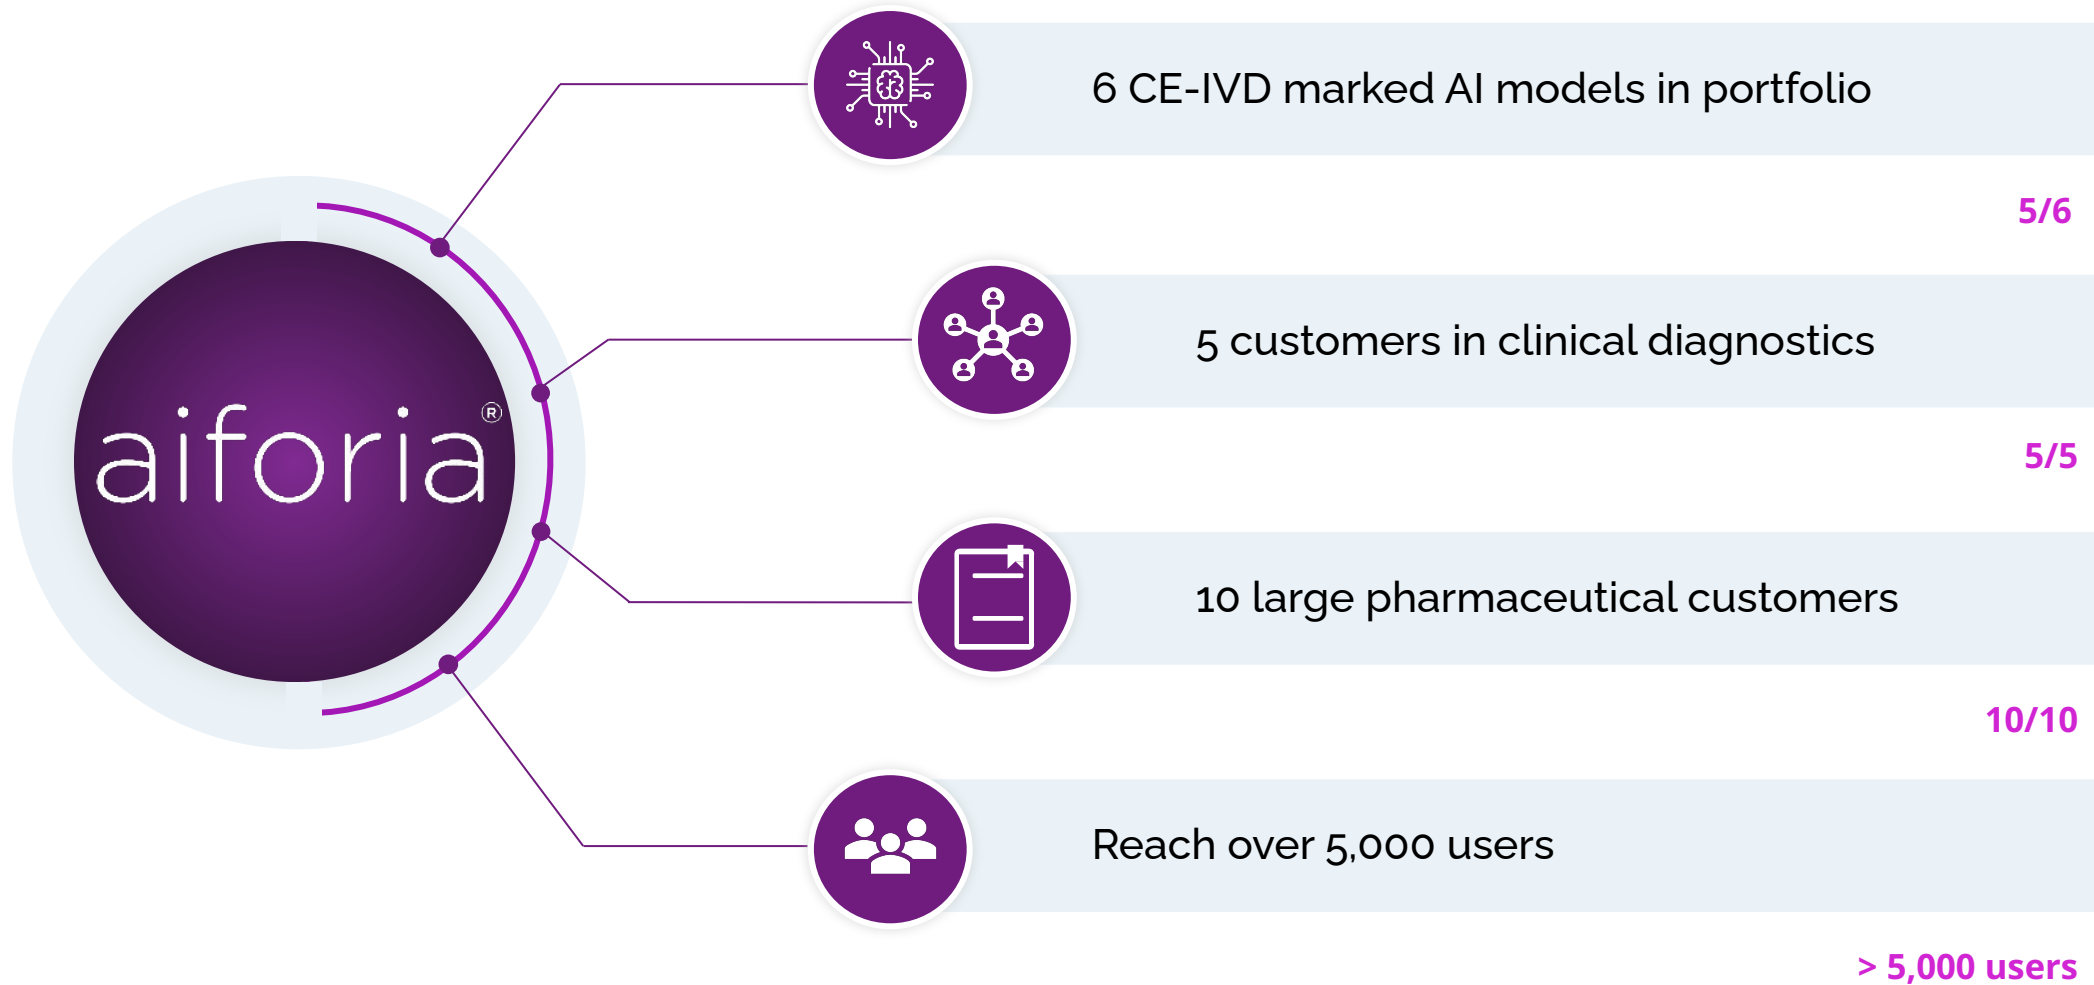 6 CE-IVD marked AI models in portfolio
5/6
5 customers in clinical diagnostics
5/5
aiforia®
10 large pharmaceutical customers
10/10
Reach over 5,000 users
> 5,000 users